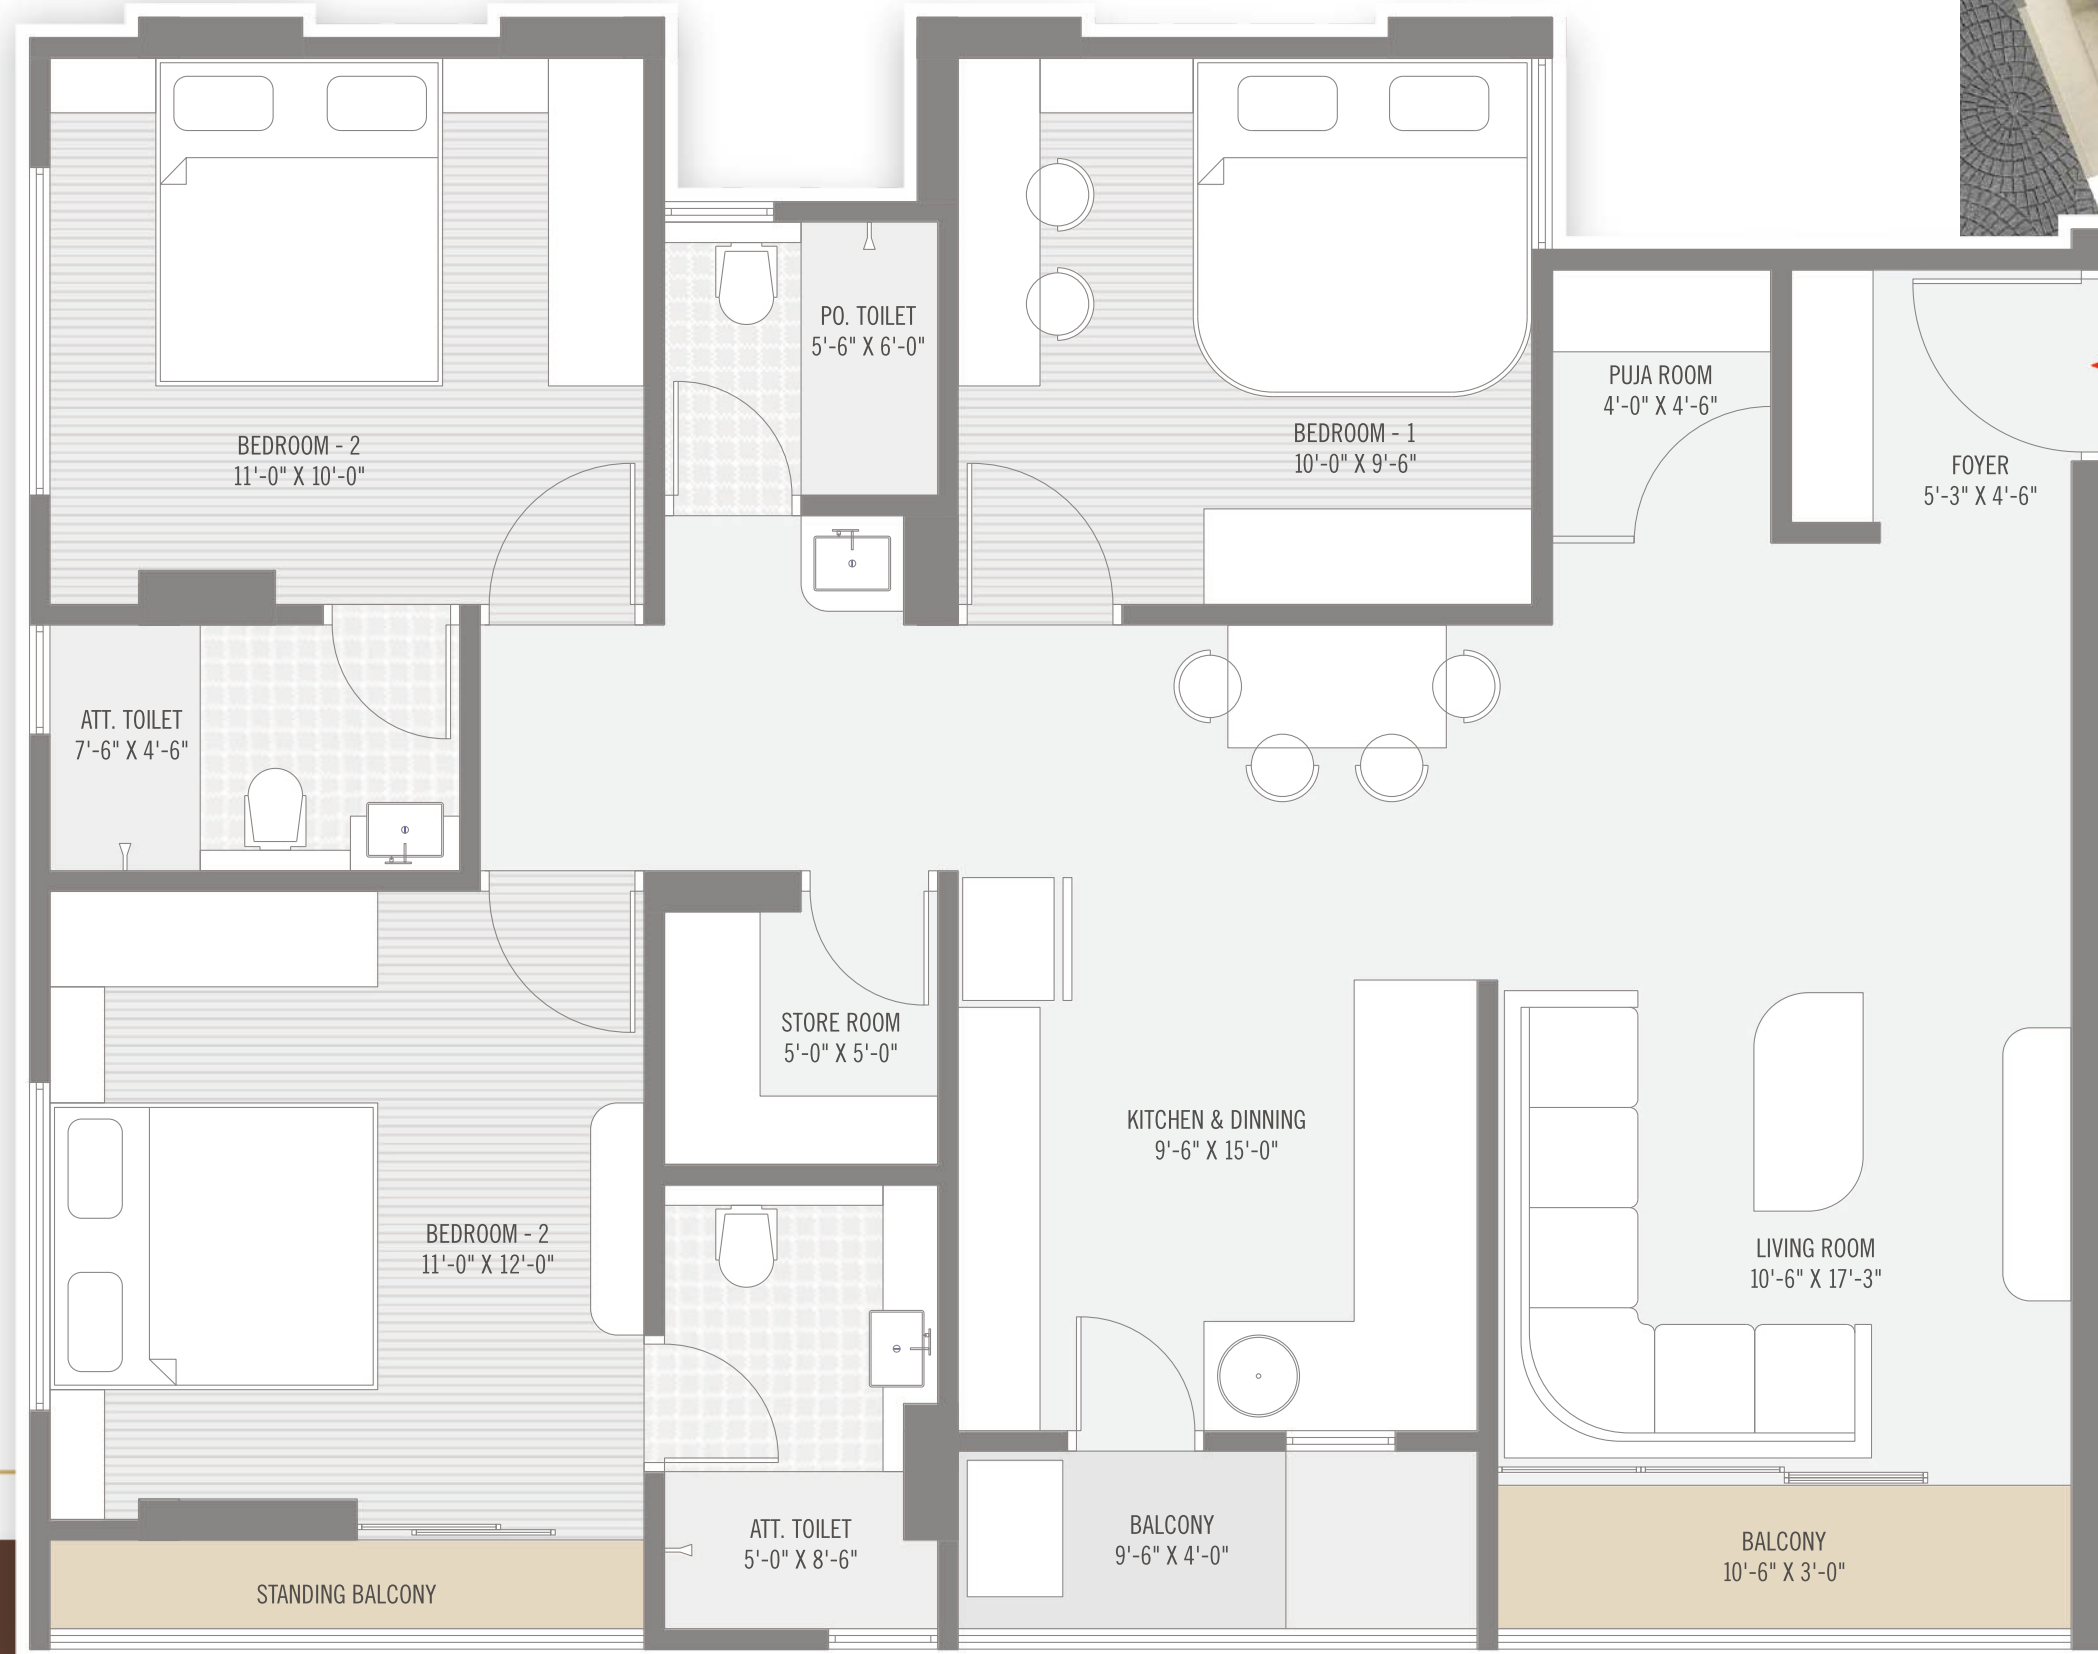 PO. TOILET
5'-6" X 6'-0"
PUJA ROOM
4'-0" X 4'-6"
BEDROOM - 2
11'-0" X 10'-0"
BEDROOM - 1
10'-0" X 9'-6"
FOYER
5'-3" X 4'-6"
ATT. TOILET
7'-6" X 4'-6"
STORE ROOM
5'-0" X 5'-0"
KITCHEN & DINNING
9'-6" X 15'-0"
BEDROOM - 2
11'-0" X 12'-0"
LIVING ROOM
10'-6" X 17'-3"
ATT. TOILET
5'-0" X 8'-6"
BALCONY
9'-6" X 4'-0"
BALCONY
10'-6" X 3'-0"
STANDING BALCONY